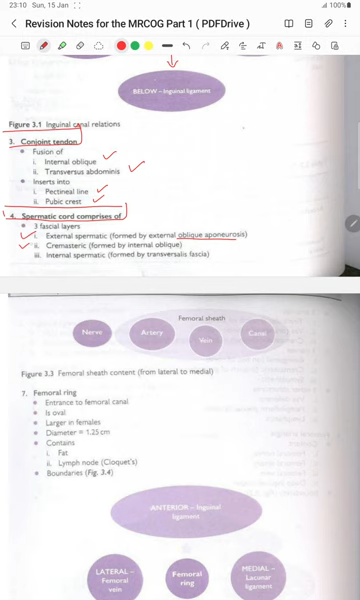 23:10 Sun, 15 Jan
100%
Revision Notes for the MRCOG Part 1 ( PDFDrive )
BELOW – Inguinal ligament
Figure 3.1 Inguinal canal relations
3. Conjoint tendon
Fusion of
i. Internal oblique
ii. Transversus abdominis
Inserts into
i. Pectineal line
ii. Pubic crest
4. Spermatic cord comprises of
3 fascial layers
i. External spermatic (formed by external oblique aponeurosis)
ii. Cremasteric (formed by internal oblique)
iii. Internal spermatic (formed by transversalis fascia)
Femoral sheath
Nerve
Artery
Vein
Canal
Figure 3.3 Femoral sheath content (from lateral to medial)
7. Femoral ring
Entrance to femoral canal
Is oval
Larger in females
Diameter = 1.25 cm
Contains
i. Fat
ii. Lymph node (Cloquet's)
Boundaries (Fig. 3.4)
ANTERIOR – Inguinal
ligament
LATERAL –
Femoral
vein
Femoral
ring
MEDIAL –
Lacunar
ligament